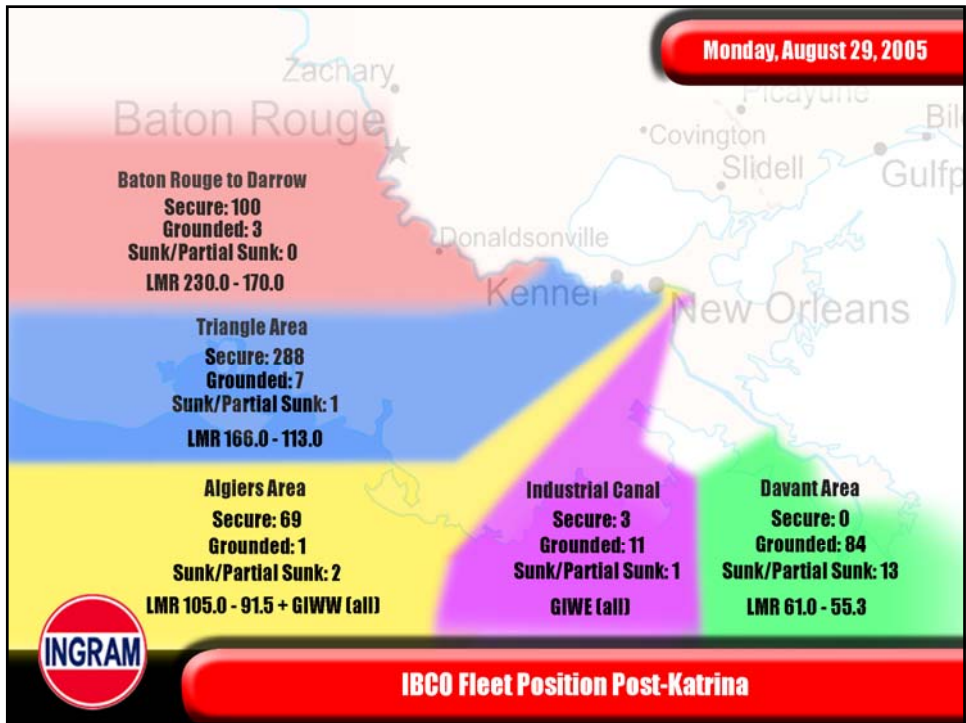 Monday, August 29, 2005
Zachary
Picayune
Baton Rouge
Covington
Slidell
Gulfp
Baton Rouge to Darrow
Secure: 100
Grounded: 3
Sunk/Partial Sunk: 0
LMR 230.0 - 170.0
Donaldsonville
Kenner
New Orleans
Triangle Area
Secure: 288
Grounded: 7
Sunk/Partial Sunk: 1
LMR 166.0 - 113.0
Algiers Area
Secure: 69
Grounded: 1
Sunk/Partial Sunk: 2
LMR 105.0 - 91.5 + GIWW (all)
Industrial Canal
Secure: 3
Grounded: 11
Sunk/Partial Sunk: 1
GIWE (all)
Davant Area
Secure: 0
Grounded: 84
Sunk/Partial Sunk: 13
LMR 61.0 - 55.3
INGRAM
IBCO Fleet Position Post-Katrina